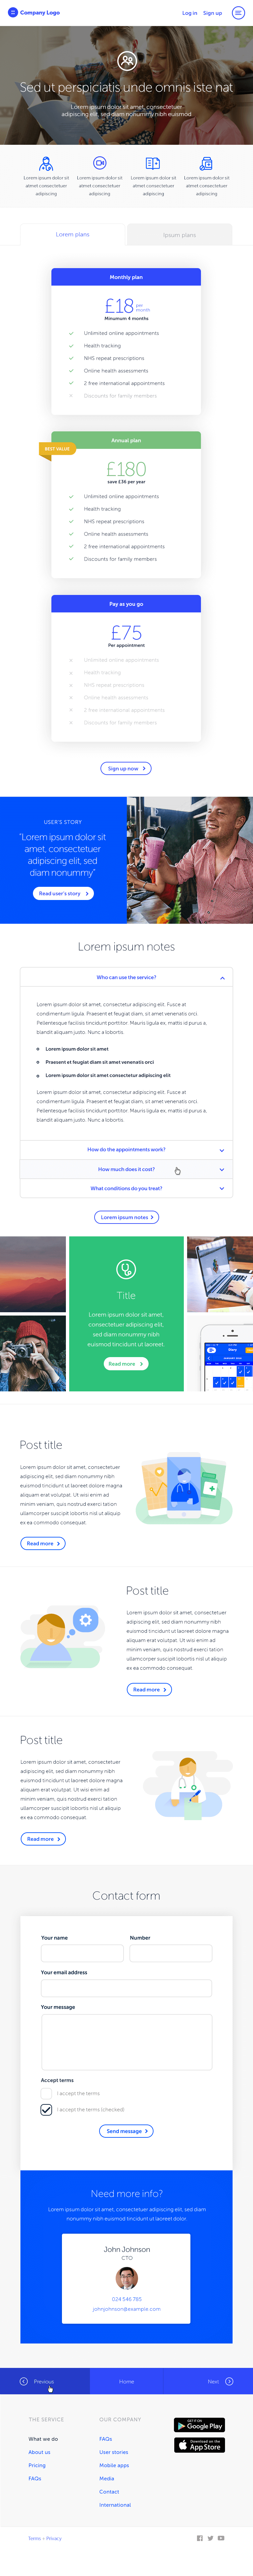 Company Logo
Log in
Sign up
Sed ut perspiciatis unde omnis iste nat
Lorem ipsum dolor sit amet, consectetuer
adipiscing elit, sed diam nonummy nibh euismod
Lorem ipsum dolor sit
atmet consectetuer
adipiscing
Lorem ipsum dolor sit
atmet consectetuer
adipiscing
Lorem ipsum dolor sit
atmet consectetuer
adipiscing
Lorem ipsum dolor sit
atmet consectetuer
adipiscing
Lorem plans
Ipsum plans
Monthly plan
£18 per month
Minumum 4 months
Unlimited online appointments
Health tracking
NHS repeat prescriptions
Online health assessments
2 free international appointments
Discounts for family members
Annual plan
BEST VALUE
£180
save £36 per year
Unlimited online appointments
Health tracking
NHS repeat prescriptions
Online health assessments
2 free international appointments
Discounts for family members
Pay as you go
£75
Per appointment
Unlimited online appointments
Health tracking
NHS repeat prescriptions
Online health assessments
2 free international appointments
Discounts for family members
Sign up now
USER'S STORY
"Lorem ipsum dolor sit
amet, consectetuer
adipiscing elit, sed
diam nonummy"
Read user's story
Lorem ipsum notes
Who can use the service?
Lorem ipsum dolor sit amet, consectetur adipiscing elit. Fusce at
condimentum ligula. Praesent et feugiat diam, sit amet venenatis orci.
Pellentesque facilisis tincidunt porttitor. Mauris ligula ex, mattis id purus a,
blandit aliquam justo. Nunc a lobortis
Lorem ipsum dolor sit amet
Praesent et feugiat diam sit amet venenatis orci
Lorem ipsum dolor sit amet consectetur adipiscing elit
Lorem ipsum dolor sit amet, consectetur adipiscing elit. Fusce at
condimentum ligula. Praesent et feugiat diam, sit amet venenatis orci.
Pellentesque facilisis tincidunt porttitor. Mauris ligula ex, mattis id purus a,
blandit aliquam justo. Nunc a lobortis.
How do the appointments work?
How much does it cost?
What conditions do you treat?
Lorem ipsum notes
Title
Lorem ipsum dolor sit amet,
consectetuer adipiscing elit,
sed diam nonummy nibh
euismod tincidunt ut laoreet.
Read more
Post title
Lorem ipsum dolor sit amet, consectetuer
adipiscing elit, sed diam nonummy nibh
euismod tincidunt ut laoreet dolore magna
aliquam erat volutpat. Ut wisi enim ad
minim veniam, quis nostrud exerci tation
ullamcorper suscipit lobortis nisl ut aliquip
ex ea commodo consequat.
Read more
Post title
Lorem ipsum dolor sit amet, consectetuer
adipiscing elit, sed diam nonummy nibh
euismod tincidunt ut laoreet dolore magna
aliquam erat volutpat. Ut wisi enim ad
minim veniam, quis nostrud exerci tation
ullamcorper suscipit lobortis nisl ut aliquip
ex ea commodo consequat.
Read more
Post title
Lorem ipsum dolor sit amet, consectetuer
adipiscing elit, sed diam nonummy nibh
euismod tincidunt ut laoreet dolore magna
aliquam erat volutpat. Ut wisi enim ad
minim veniam, quis nostrud exerci tation
ullamcorper suscipit lobortis nisl ut aliquip
ex ea commodo consequat.
Read more
Contact form
Your name
Number
Your email address
Your message
Accept terms
I accept the terms
I accept the terms (checked)
Send message
Need more info?
Lorem ipsum dolor sit amet, consectetuer adipiscing elit, sed diam
nonummy nibh euismod tincidunt ut laoreet dolor.
John Johnson
CTO
024 546 785
johnjohnson@example.com
Previous
Home
Next
THE SERVICE
What we do
About us
Pricing
FAQs
OUR COMPANY
FAQs
User stories
Mobile apps
Media
Contact
International
GET IT ON
Google Play
Download on the
App Store
Terms
Privacy